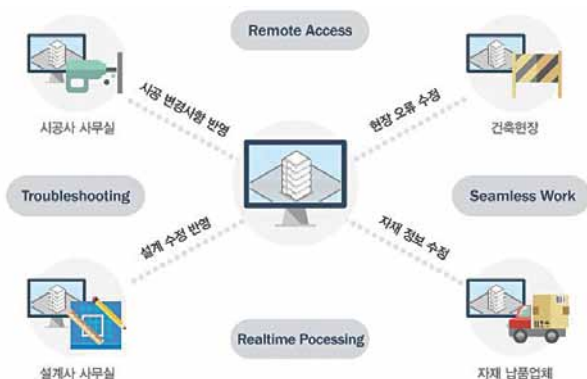 Remote Access
시공 변경사항 반영
현장 오류 수정
시공사 사무실
건축현장
Troubleshooting
Seamless Work
설계 수정 반영
자재 정보 수정
설계사 사무실
Realtime Pocessing
자재 납품업체